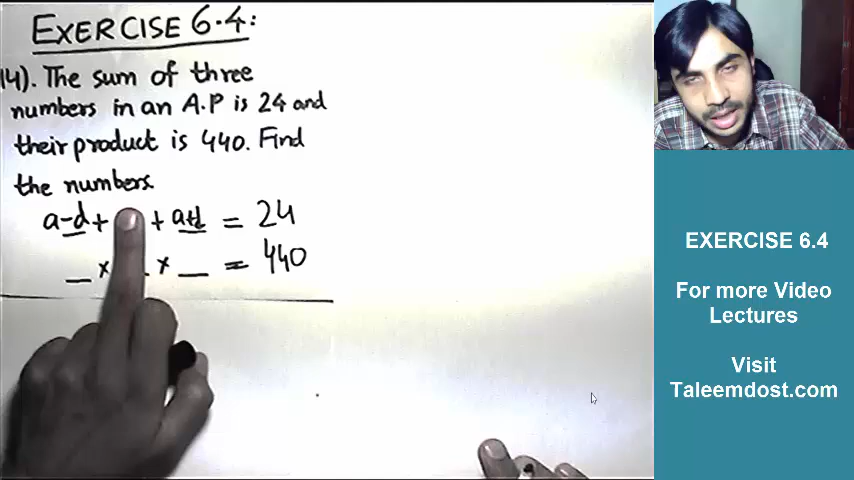 EXERCISE 6.4:
14). The sum of three
numbers in an A.P is 24 and
their product is 440. Find
the numbers.
a-d + + a+d = 24
_ × _ × _ = 440
EXERCISE 6.4
For more Video
Lectures
Visit
Taleemdost.com